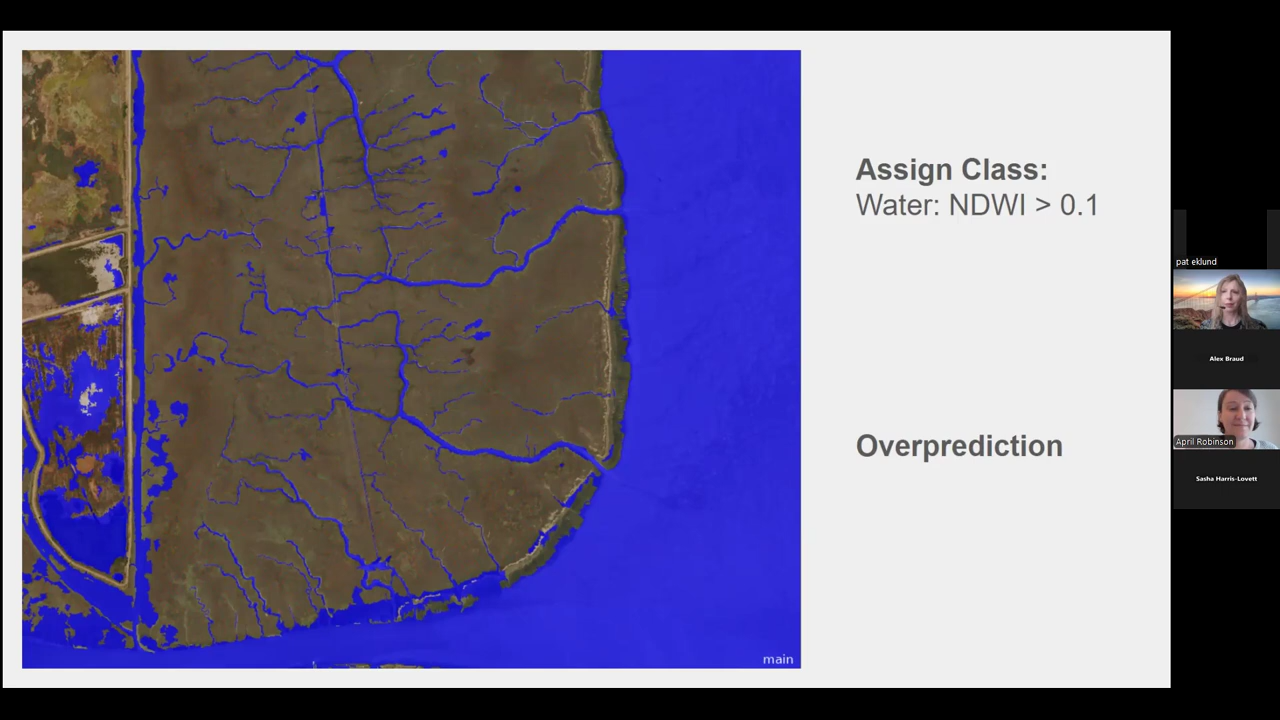 Assign Class:
Water: NDWI > 0.1
Overprediction
main
pat eklund
Alex Braud
April Robinson
Sasha Harris-Lovett